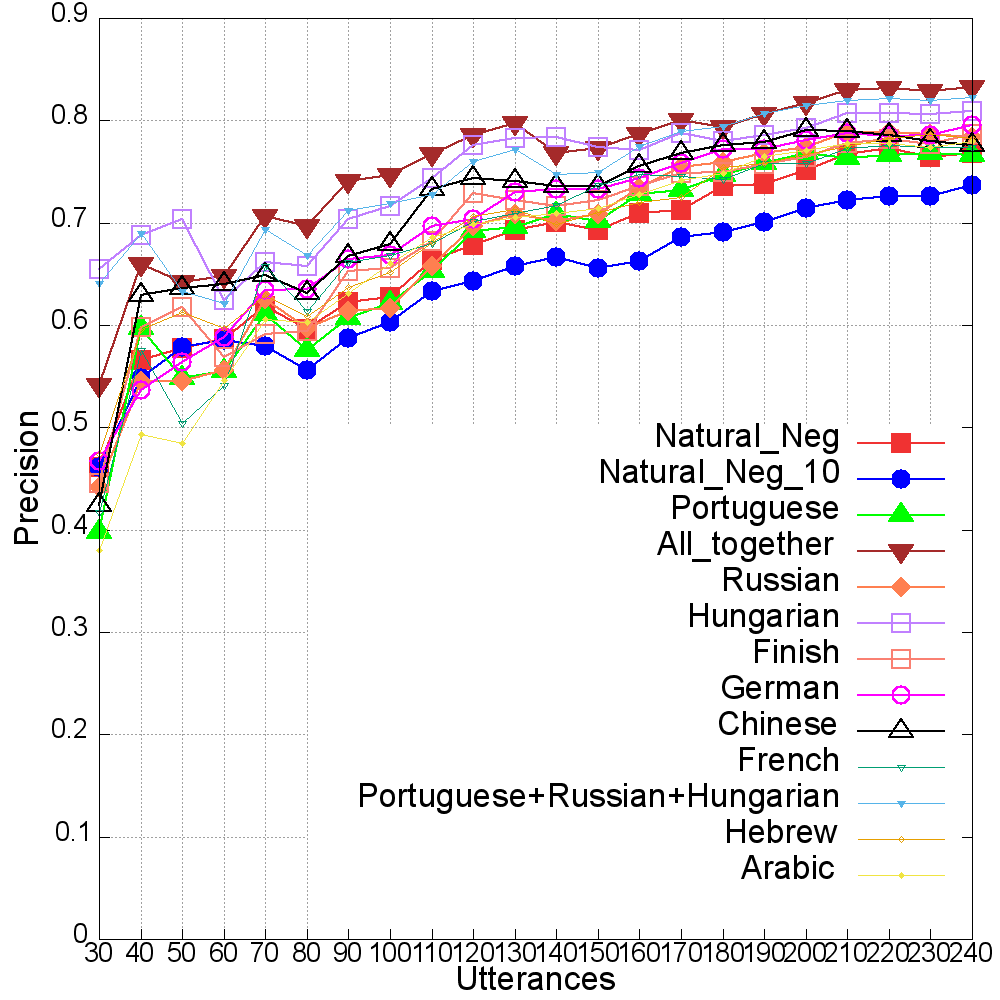 0.9
0.8
0.7
0.6
0.5
0.4
0.3
0.2
0.1
0
Precision
Natural_Neg
Natural_Neg_10
Portuguese
All_together
Russian
Hungarian
Finish
German
Chinese
French
Portuguese+Russian+Hungarian
Hebrew
Arabic
30 40 50 60 70 80 90 100 110 120 130 140 150 160 170 180 190 200 210 220 230 240
Utterances